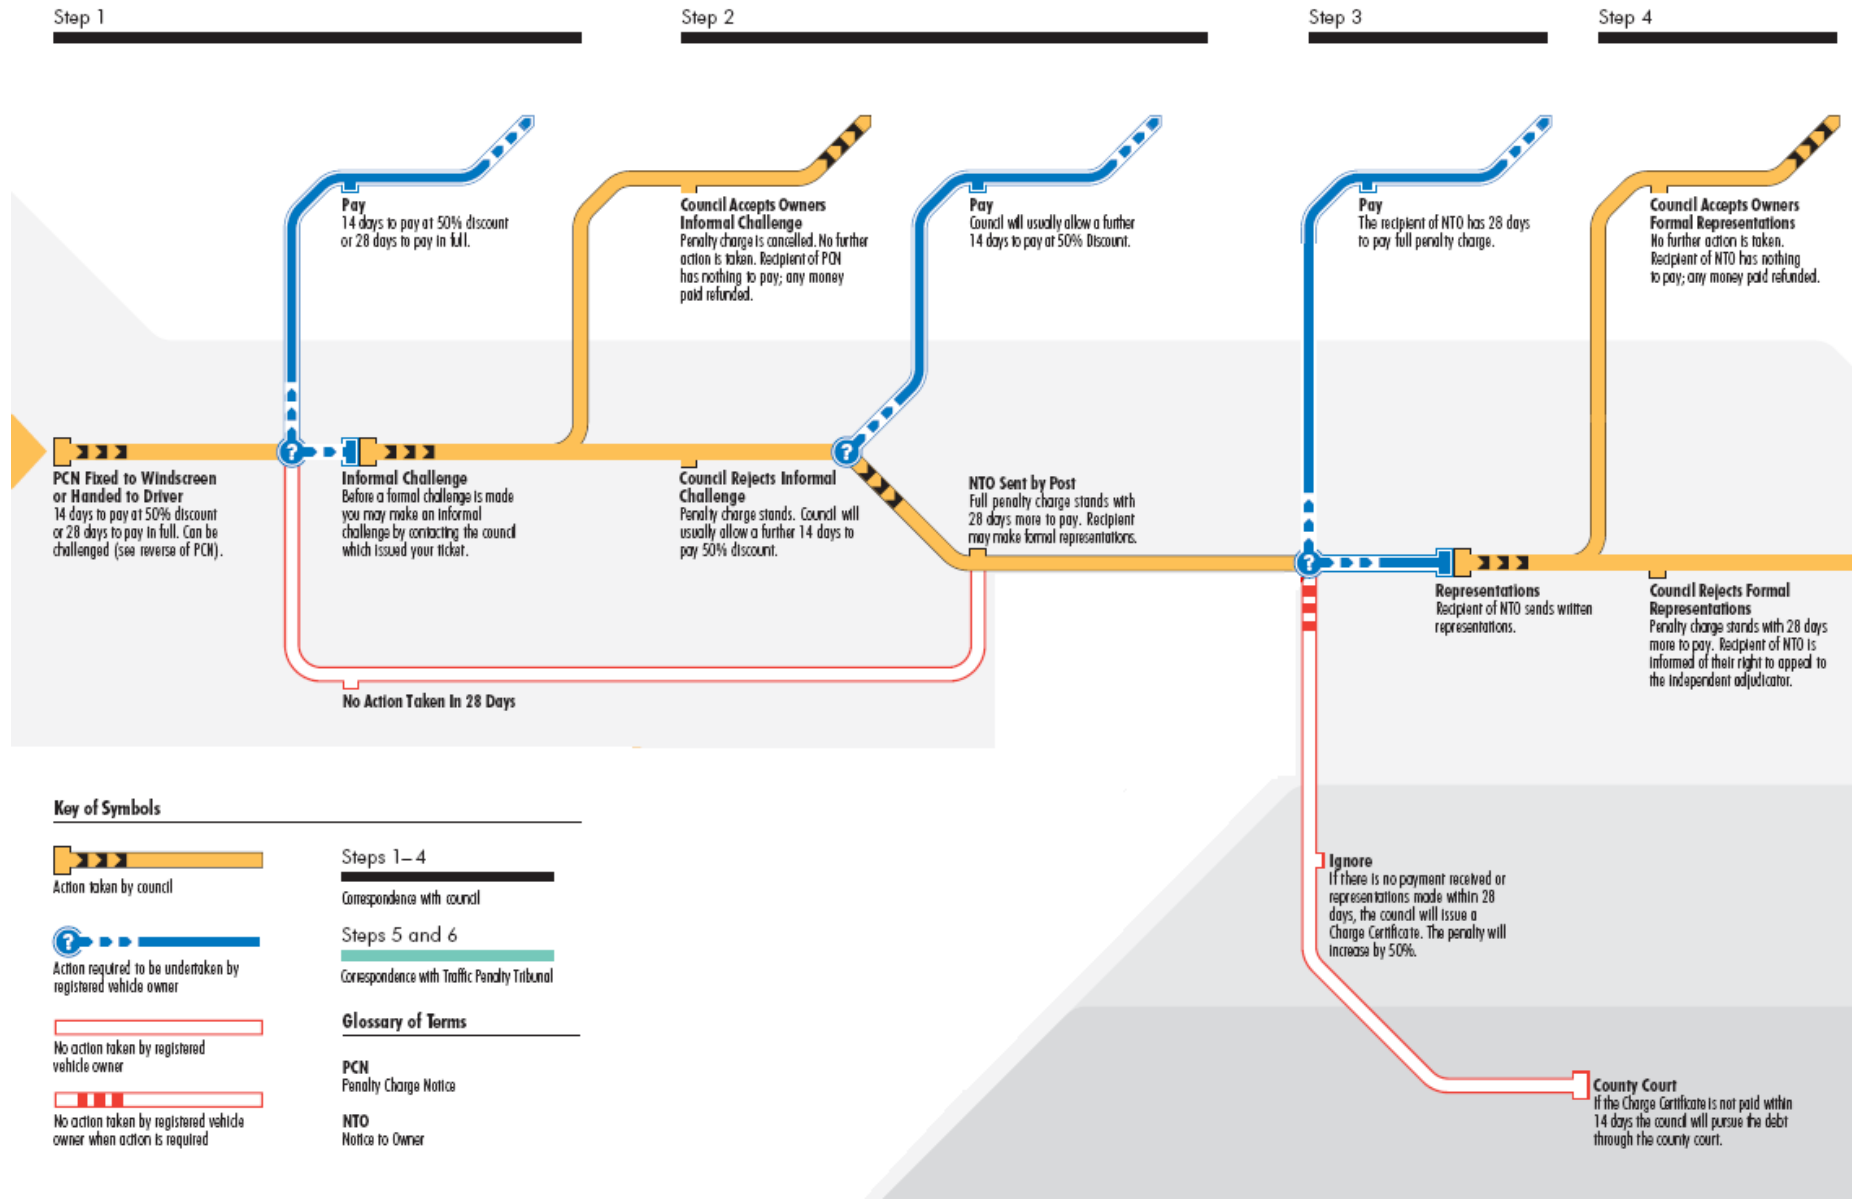 Step 1
Step 2
Step 3
Step 4
Pay
14 days to pay at 50% discount
or 28 days to pay in full.
Council Accepts Owners
Informal Challenge
Penalty charge is cancelled. No further
action is taken. Recipient of PCN
has nothing to pay; any money
paid refunded.
Pay
Council will usually allow a further
14 days to pay at 50% Discount.
Pay
The recipient of NTO has 28 days
to pay full penalty charge.
Council Accepts Owners
Formal Representations
No further action is taken.
Recipient of NTO has nothing
to pay; any money paid refunded.
?
?
PCN Fixed to Windscreen
or Handed to Driver
14 days to pay at 50% discount
or 28 days to pay in full. Can be
challenged (see reverse of PCN).
Informal Challenge
Before a formal challenge is made
you may make an informal
challenge by contacting the council
which issued your ticket.
Council Rejects Informal
Challenge
Penalty charge stands. Council will
usually allow a further 14 days to
pay 50% discount.
NTO Sent by Post
Full penalty charge stands with
28 days more to pay. Recipient
may make formal representations.
?
Representations
Recipient of NTO sends written
representations.
Council Rejects Formal
Representations
Penalty charge stands with 28 days
more to pay. Recipient of NTO is
informed of their right to appeal to
the independent adjudicator.
No Action Taken In 28 Days
Key of Symbols
Action taken by council
?
Action required to be undertaken by
registered vehicle owner
No action taken by registered
vehicle owner
No action taken by registered vehicle
owner when action is required
Steps 1–4
Correspondence with council
Steps 5 and 6
Correspondence with Traffic Penalty Tribunal
Glossary of Terms
PCN
Penalty Charge Notice
NTO
Notice to Owner
Ignore
If there is no payment received or
representations made within 28
days, the council will issue a
Charge Certificate. The penalty will
increase by 50%.
County Court
If the Charge Certificate is not paid within
14 days the council will pursue the debt
through the county court.